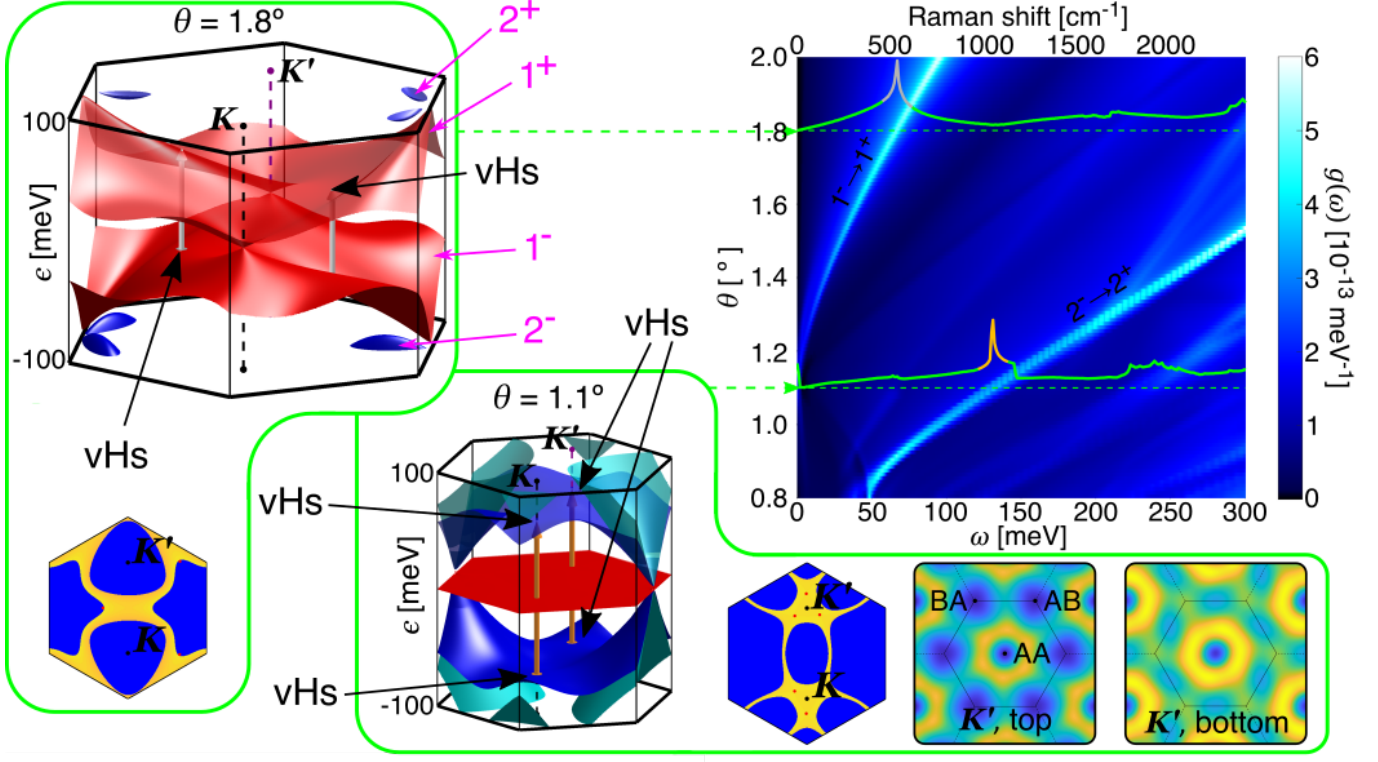 θ = 1.8°
K'
K
100
ϵ [meV]
-100
vHs
vHs
2⁺
1⁺
1⁻
2⁻
K'
K
θ = 1.1°
vHs
K'
K
100
vHs
ϵ [meV]
vHs
-100
K'
K
BA
AB
AA
K', top
K', bottom
Raman shift [cm⁻¹]
0 500 1000 1500 2000
2.0
1.8
1.6
1.4
1.2
1.0
0.8
θ [°]
1⁻→1⁺
2⁻→2⁺
0 50 100 150 200 250 300
ω [meV]
6
5
4
3
2
1
0
g(ω) [10⁻¹³ meV⁻¹]